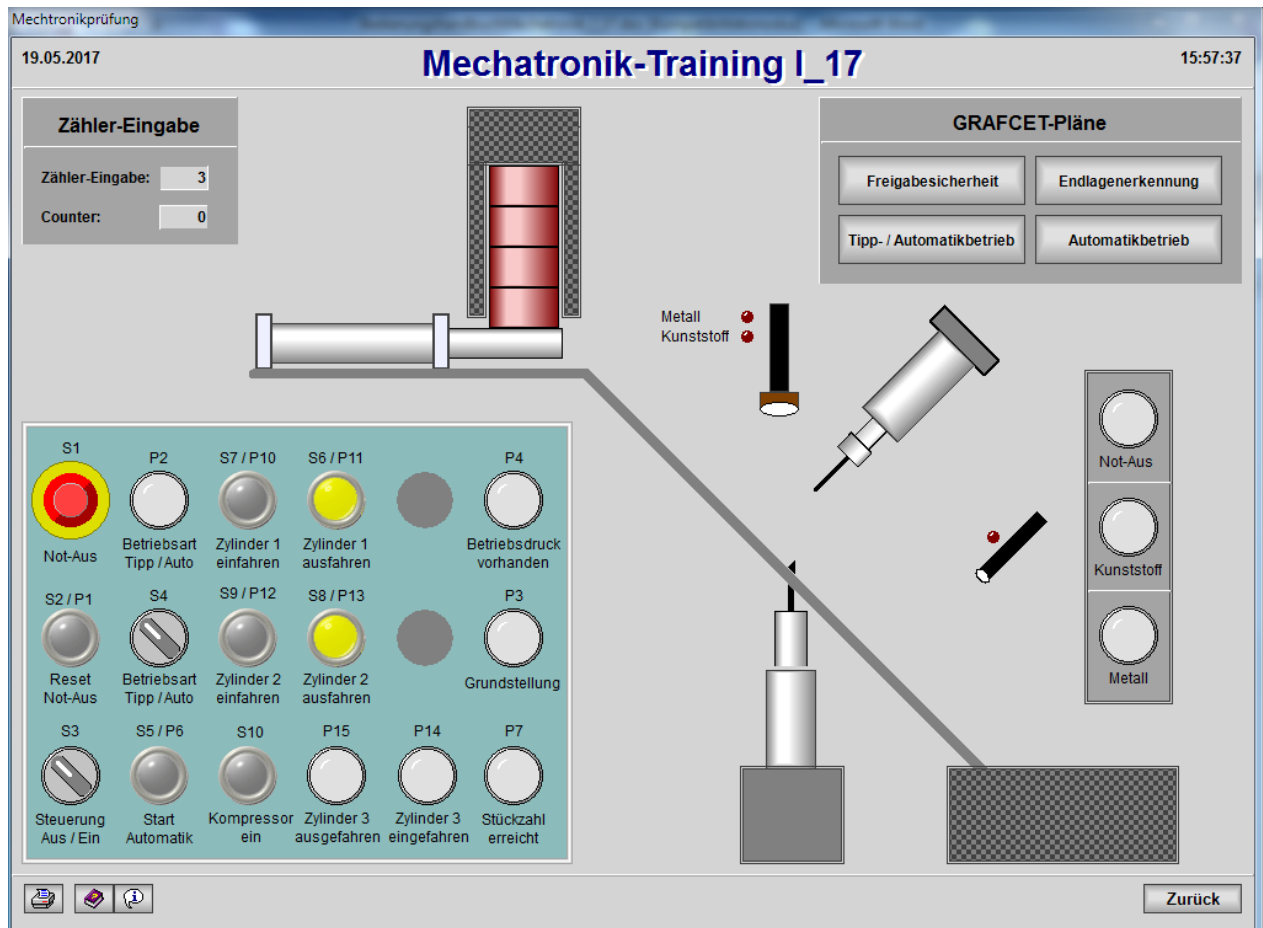 Mechtronikprüfung
19.05.2017
Mechatronik-Training I_17
15:57:37
Zähler-Eingabe
Zähler-Eingabe: 3
Counter: 0
GRAFCET-Pläne
Freigabesicherheit
Endlagenerkennung
Tipp- / Automatikbetrieb
Automatikbetrieb
Metall
Kunststoff
Not-Aus
Kunststoff
Metall
S1
P2
S7 / P10
S6 / P11
P4
Not-Aus
Betriebsart
Tipp / Auto
Zylinder 1
einfahren
Zylinder 1
ausfahren
Betriebsdruck
vorhanden
S2 / P1
S4
S9 / P12
S8 / P13
P3
Reset
Not-Aus
Betriebsart
Tipp / Auto
Zylinder 2
einfahren
Zylinder 2
ausfahren
Grundstellung
S3
S5 / P6
S10
P15
P14
P7
Steuerung
Aus / Ein
Start
Automatik
Kompressor
ein
Zylinder 3
ausgefahren
Zylinder 3
eingefahren
Stückzahl
erreicht
Zurück